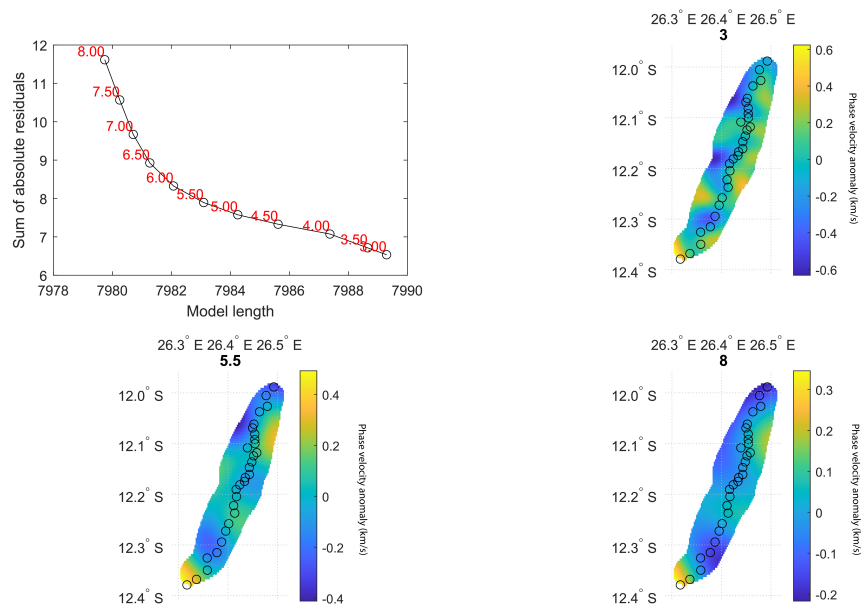 12
11
10
9
8
7
6
7978
7980
7982
7984
7986
7988
7990
Sum of absolute residuals
Model length
8.00
7.50
7.00
6.50
6.00
5.50
5.00
4.50
4.00
3.50
3.00
26.3° E 26.4° E 26.5° E
3
12.0° S
12.1° S
12.2° S
12.3° S
12.4° S
0.6
0.4
0.2
0
-0.2
-0.4
-0.6
Phase velocity anomaly (km/s)
26.3° E 26.4° E 26.5° E
5.5
12.0° S
12.1° S
12.2° S
12.3° S
12.4° S
0.4
0.2
0
-0.2
-0.4
Phase velocity anomaly (km/s)
26.3° E 26.4° E 26.5° E
8
12.0° S
12.1° S
12.2° S
12.3° S
12.4° S
0.3
0.2
0.1
0
-0.1
-0.2
Phase velocity anomaly (km/s)